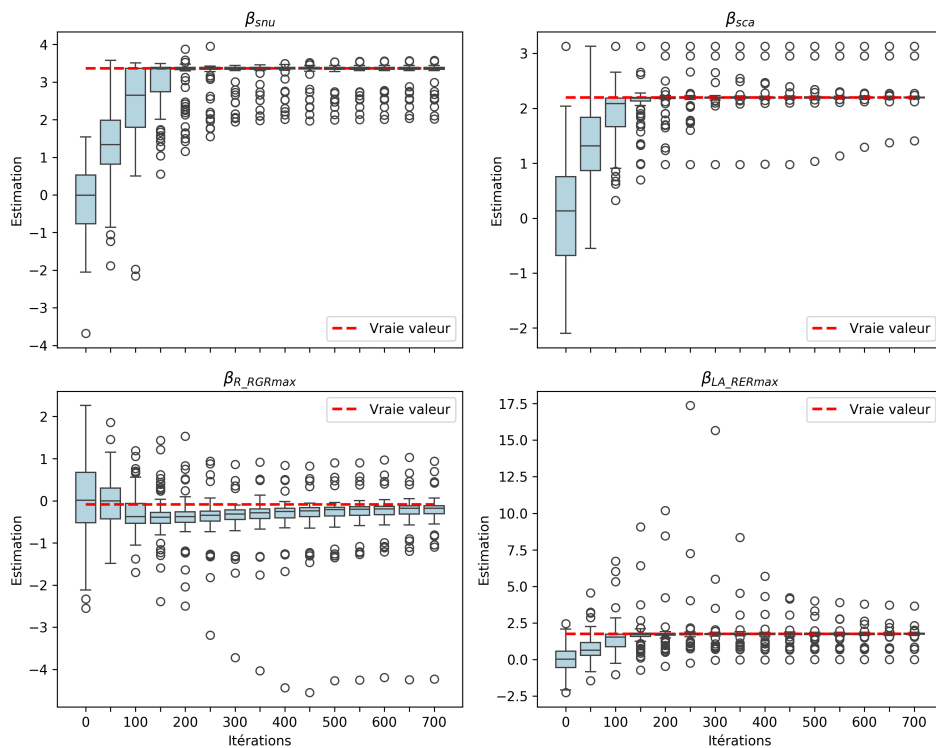 β_snu
4
3
2
1
0
−1
−2
−3
−4
Estimation
Vraie valeur
β_sca
3
2
1
0
−1
−2
Estimation
Vraie valeur
β_R_RGRmax
2
1
0
−1
−2
−3
−4
Estimation
Vraie valeur
0 100 200 300 400 500 600 700
Itérations
β_LA_RERmax
17.5
15.0
12.5
10.0
7.5
5.0
2.5
0.0
−2.5
Estimation
Vraie valeur
0 100 200 300 400 500 600 700
Itérations